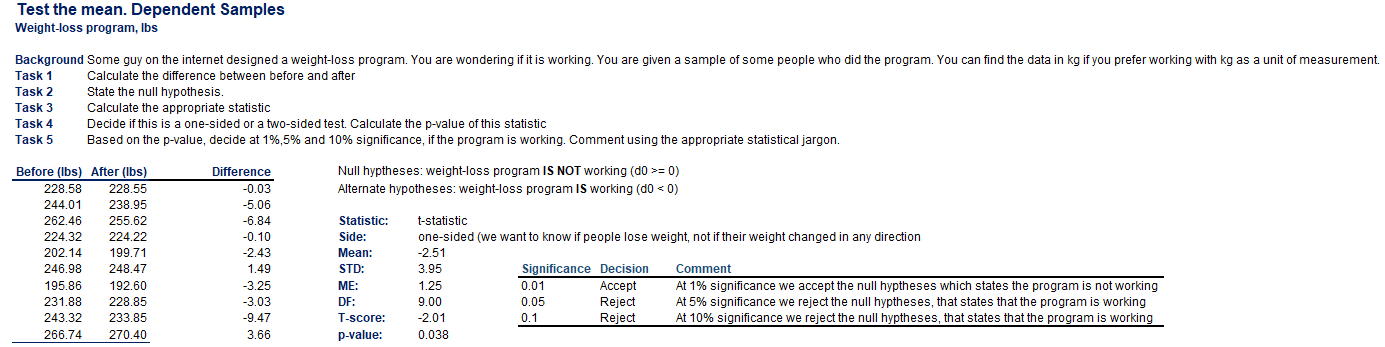 Test the mean. Dependent Samples
Weight-loss program, lbs
Background Some guy on the internet designed a weight-loss program. You are wondering if it is working. You are given a sample of some people who did the program. You can find the data in kg if you prefer working with kg as a unit of measurement.
Task 1 Calculate the difference between before and after
Task 2 State the null hypothesis.
Task 3 Calculate the appropriate statistic
Task 4 Decide if this is a one-sided or a two-sided test. Calculate the p-value of this statistic
Task 5 Based on the p-value, decide at 1%,5% and 10% significance, if the program is working. Comment using the appropriate statistical jargon.
Before (lbs) After (lbs) Difference Null hyptheses: weight-loss program IS NOT working (d0 >= 0)
228.58 228.55 -0.03 Alternate hypotheses: weight-loss program IS working (d0 < 0)
244.01 238.95 -5.06
262.46 255.62 -6.84 Statistic: t-statistic
224.32 224.22 -0.10 Side: one-sided (we want to know if people lose weight, not if their weight changed in any direction
202.14 199.71 -2.43 Mean: -2.51
246.98 248.47 1.49 STD: 3.95 Significance Decision Comment
195.86 192.60 -3.25 ME: 1.25 0.01 Accept At 1% significance we accept the null hyptheses which states the program is not working
231.88 228.85 -3.03 DF: 9.00 0.05 Reject At 5% significance we reject the null hyptheses, that states that the program is working
243.32 233.85 -9.47 T-score: -2.01 0.1 Reject At 10% significance we reject the null hyptheses, that states that the program is working
266.74 270.40 3.66 p-value: 0.038